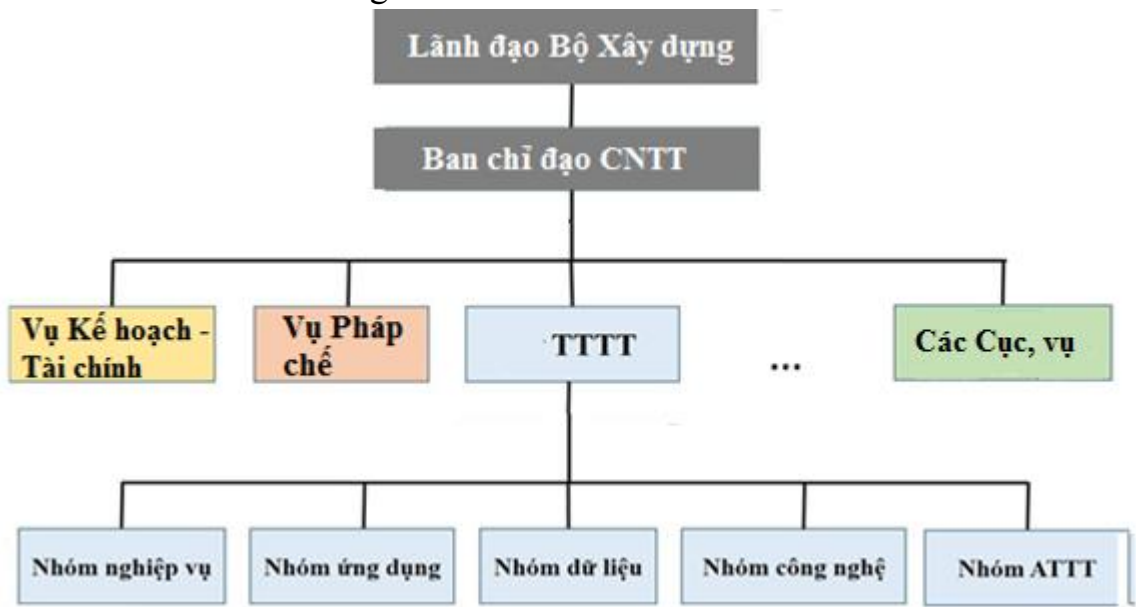 Lãnh đạo Bộ Xây dựng
Ban chỉ đạo CNTT
Vụ Kế hoạch -
Tài chính
Vụ Pháp
chế
TTTT
...
Các Cục, vụ
Nhóm nghiệp vụ
Nhóm ứng dụng
Nhóm dữ liệu
Nhóm công nghệ
Nhóm ATTT